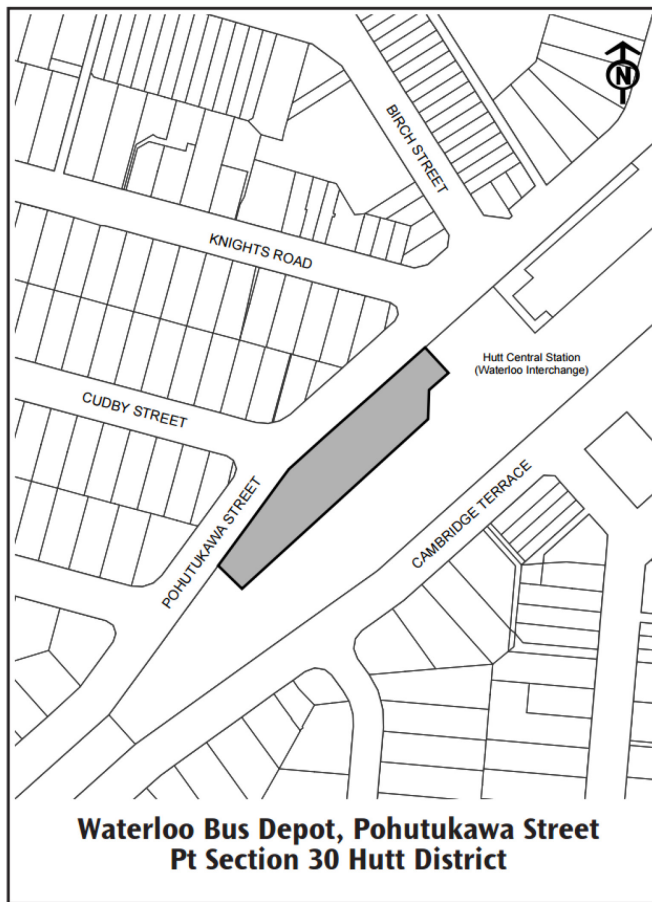 N
BIRCH STREET
KNIGHTS ROAD
Hutt Central Station
(Waterloo Interchange)
CUDBY STREET
CAMBRIDGE TERRACE
POHUTUKAWA STREET
Waterloo Bus Depot, Pohutukawa Street
Pt Section 30 Hutt District